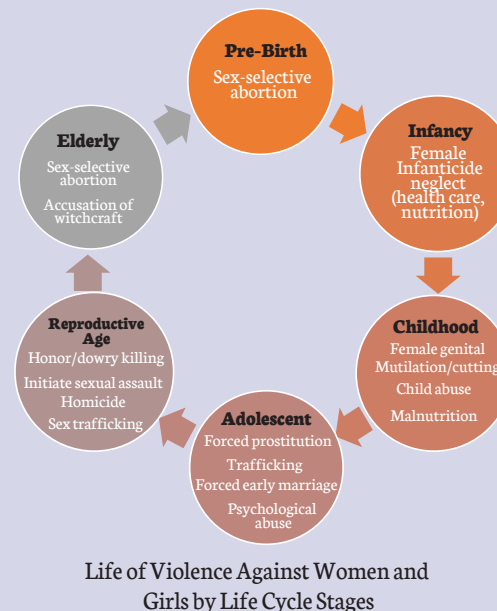 Pre-Birth
Sex-selective
abortion
Infancy
Female
Infanticide
neglect
(health care,
nutrition)
Childhood
Female genital
Mutilation/cutting
Child abuse
Malnutrition
Adolescent
Forced prostitution
Trafficking
Forced early marriage
Psychological
abuse
Reproductive
Age
Honor/dowry killing
Initiate sexual assault
Homicide
Sex trafficking
Elderly
Sex-selective
abortion
Accusation of
witchcraft
Life of Violence Against Women and
Girls by Life Cycle Stages